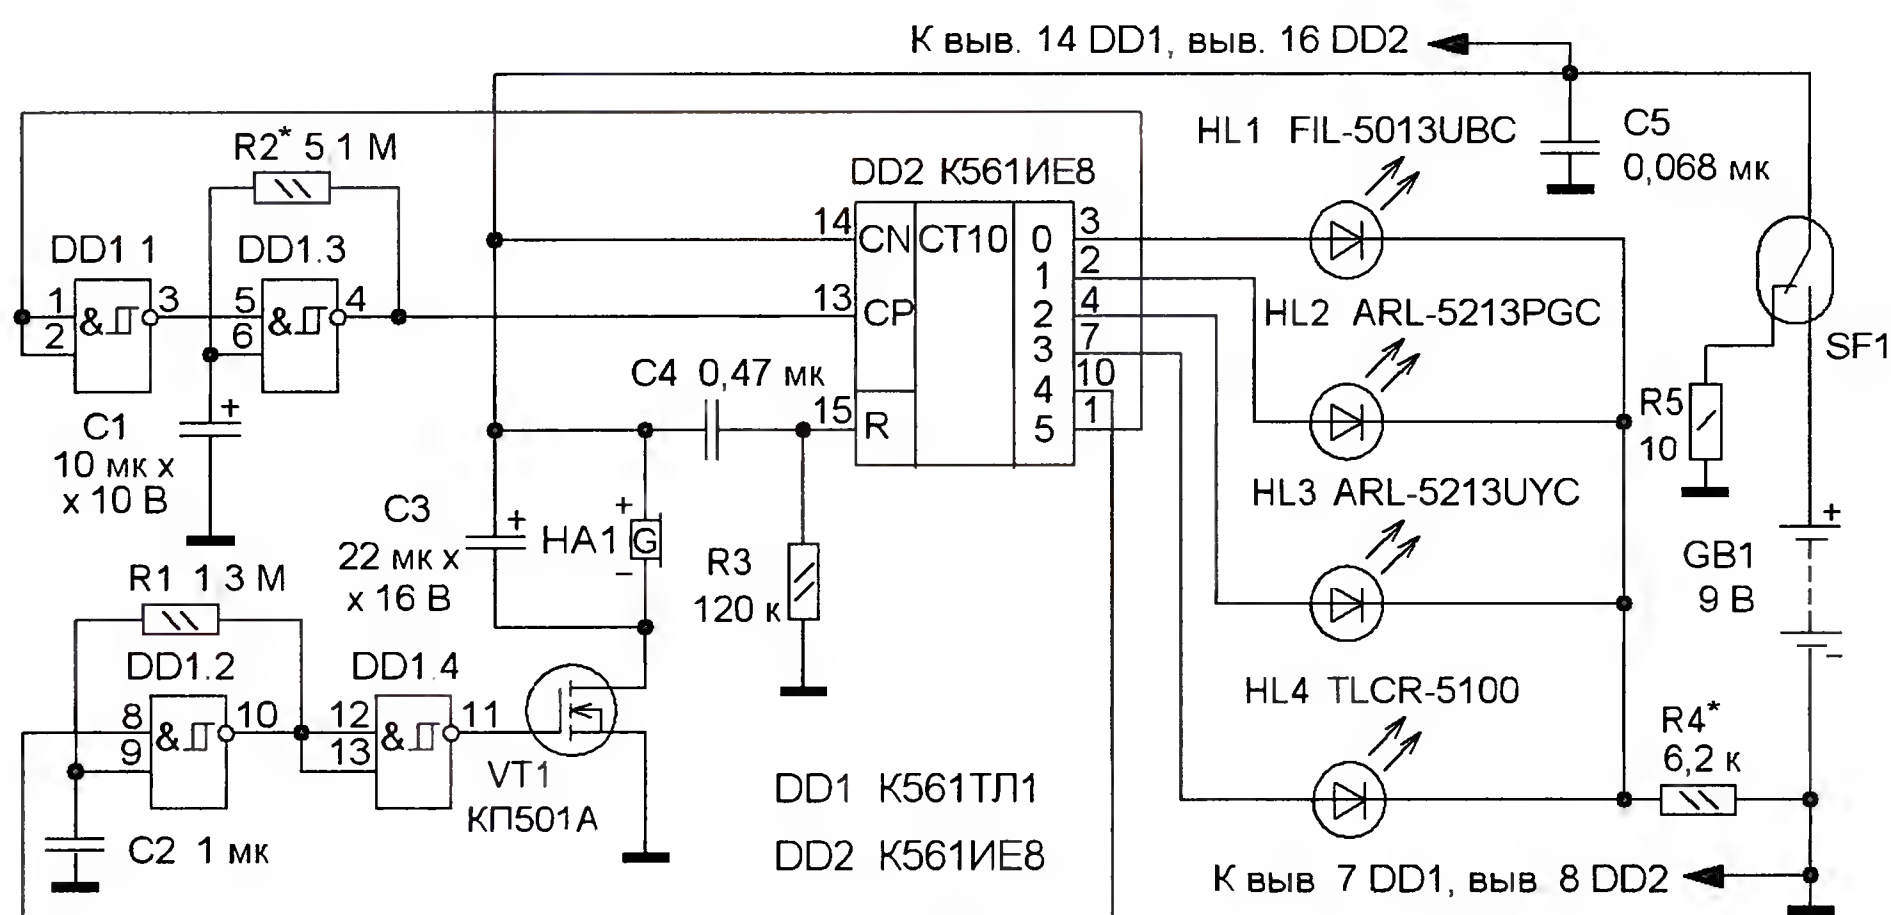 К выв. 14 DD1, выв. 16 DD2
R2* 5 1 М
DD1 1
DD1.3
1
2
&
3
5
6
&
4
C1
10 мк х
х 10 В
+
DD2 К561ИЕ8
14
13
15
CN
CP
R
CT10
0
1
2
3
4
5
3
2
4
7
10
1
HL1 FIL-5013UBC
HL2 ARL-5213PGC
HL3 ARL-5213UYC
HL4 TLCR-5100
C5
0,068 мк
SF1
R5
10
GB1
9 В
+
−
R4*
6,2 к
C4 0,47 мк
C3
22 мк х
х 16 В
+
HA1
+
G
−
R3
120 к
R1 1 3 М
DD1.2
DD1.4
8
9
&
10
12
13
&
11
VT1
КП501А
C2 1 мк
DD1 К561ТЛ1
DD2 К561ИЕ8
К выв 7 DD1, выв. 8 DD2